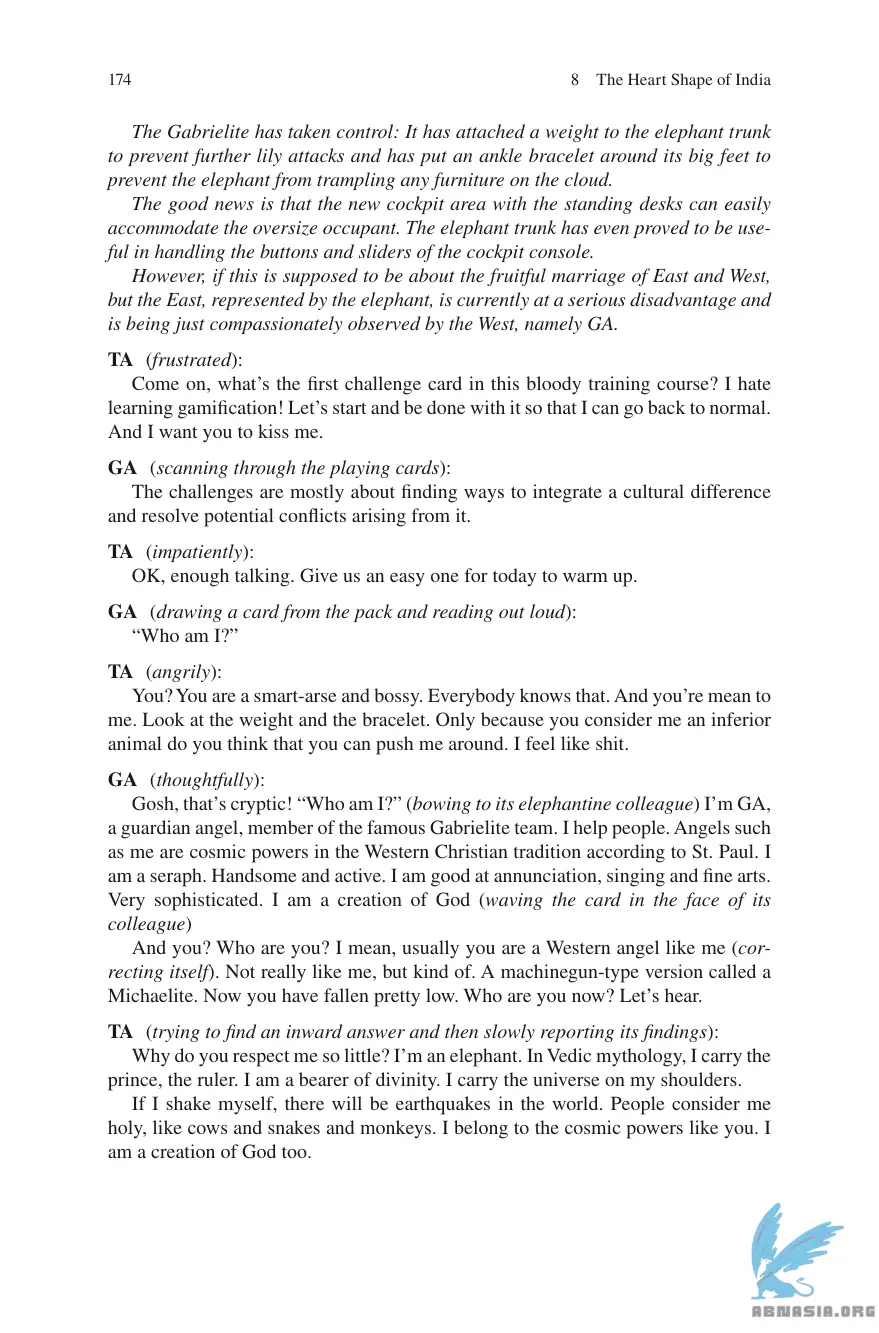 174
8 The Heart Shape of India
The Gabrielite has taken control: It has attached a weight to the elephant trunk
to prevent further lily attacks and has put an ankle bracelet around its big feet to
prevent the elephant from trampling any furniture on the cloud.
The good news is that the new cockpit area with the standing desks can easily
accommodate the oversize occupant. The elephant trunk has even proved to be use-
ful in handling the buttons and sliders of the cockpit console.
However, if this is supposed to be about the fruitful marriage of East and West,
but the East, represented by the elephant, is currently at a serious disadvantage and
is being just compassionately observed by the West, namely GA.
TA (frustrated):
Come on, what's the first challenge card in this bloody training course? I hate
learning gamification! Let's start and be done with it so that I can go back to normal.
And I want you to kiss me.
GA (scanning through the playing cards):
The challenges are mostly about finding ways to integrate a cultural difference
and resolve potential conflicts arising from it.
TA (impatiently):
OK, enough talking. Give us an easy one for today to warm up.
GA (drawing a card from the pack and reading out loud):
“Who am I?”
TA (angrily):
You? You are a smart-arse and bossy. Everybody knows that. And you're mean to
me. Look at the weight and the bracelet. Only because you consider me an inferior
animal do you think that you can push me around. I feel like shit.
GA (thoughtfully):
Gosh, that's cryptic! “Who am I?” (bowing to its elephantine colleague) I'm GA,
a guardian angel, member of the famous Gabrielite team. I help people. Angels such
as me are cosmic powers in the Western Christian tradition according to St. Paul. I
am a seraph. Handsome and active. I am good at annunciation, singing and fine arts.
Very sophisticated. I am a creation of God (waving the card in the face of its
colleague)
And you? Who are you? I mean, usually you are a Western angel like me (cor-
recting itself). Not really like me, but kind of. A machinegun-type version called a
Michaelite. Now you have fallen pretty low. Who are you now? Let's hear.
TA (trying to find an inward answer and then slowly reporting its findings):
Why do you respect me so little? I'm an elephant. In Vedic mythology, I carry the
prince, the ruler. I am a bearer of divinity. I carry the universe on my shoulders.
If I shake myself, there will be earthquakes in the world. People consider me
holy, like cows and snakes and monkeys. I belong to the cosmic powers like you. I
am a creation of God too.
ABNASIA.ORG